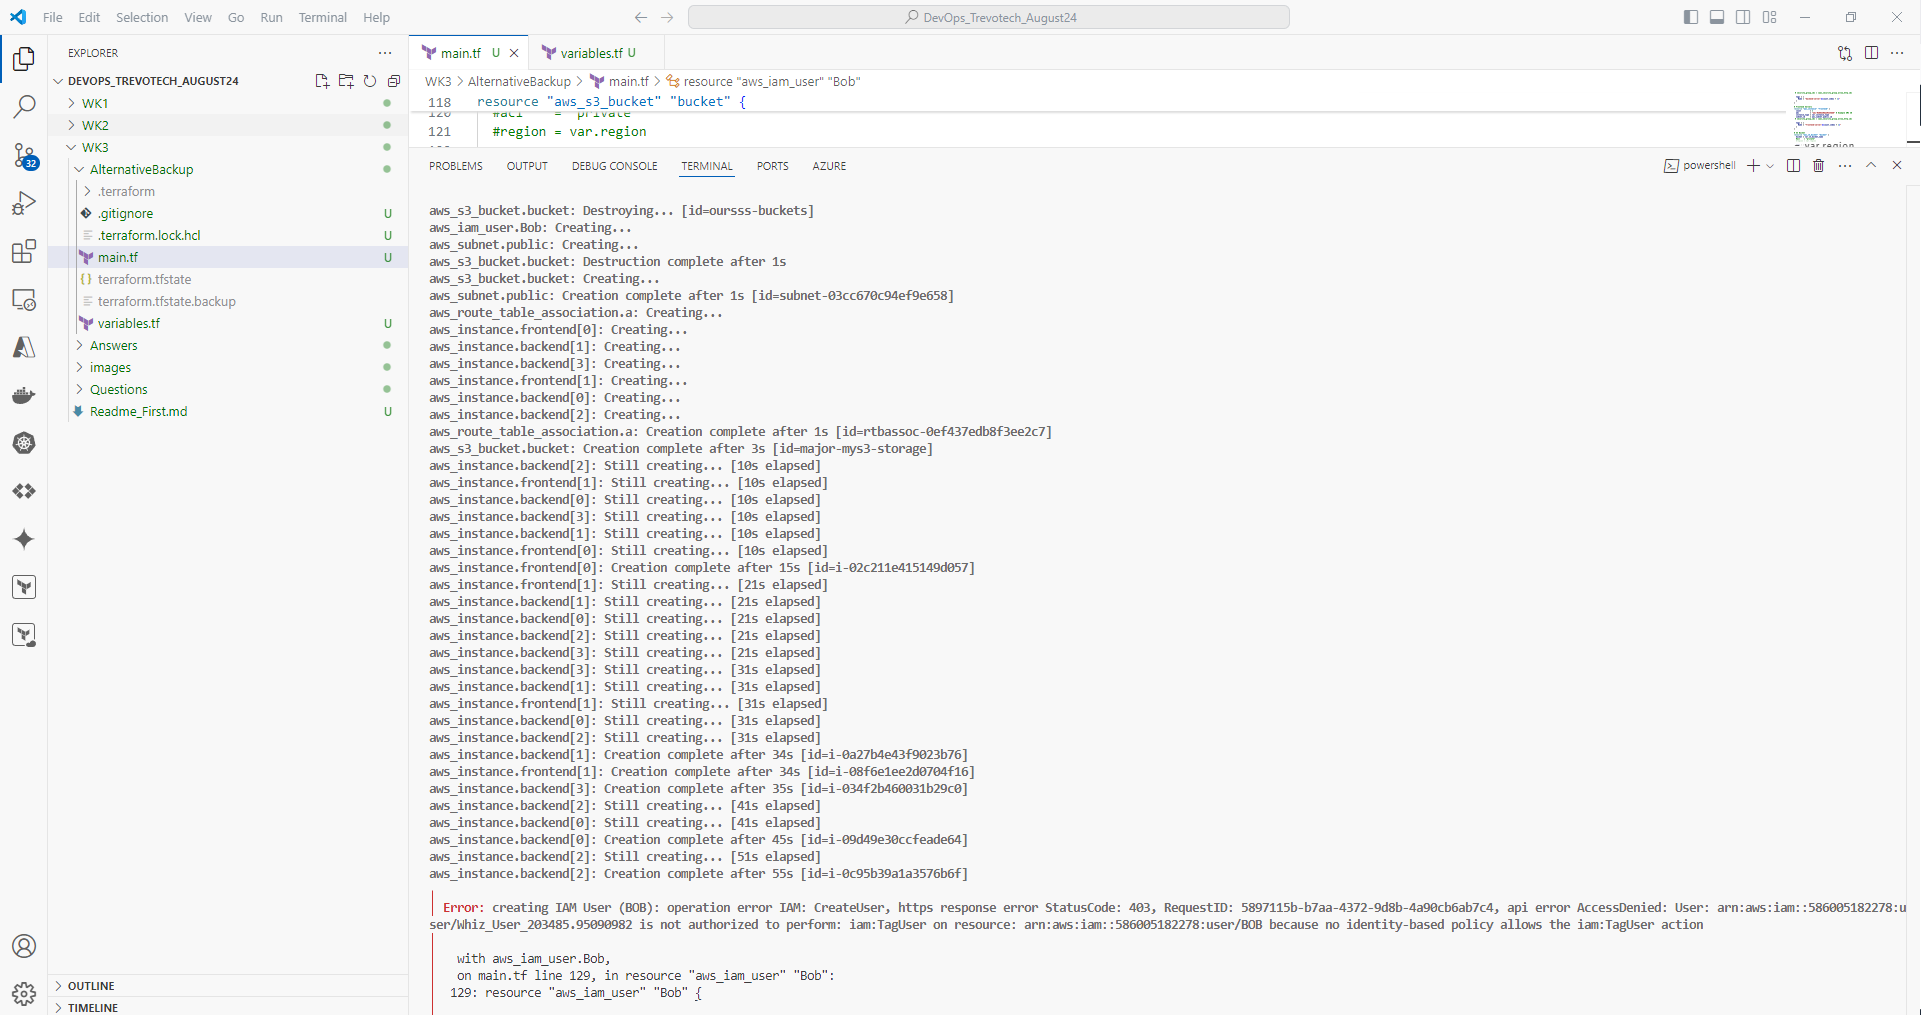 File Edit Selection View Go Run Terminal Help
DevOps_Trevotech_August24
EXPLORER
DEVOPS_TREVOTECH_AUGUST24
WK1
WK2
WK3
AlternativeBackup
.terraform
.gitignore U
.terraform.lock.hcl U
main.tf U
terraform.tfstate
terraform.tfstate.backup
variables.tf U
Answers
images
Questions
Readme_First.md U
OUTLINE
TIMELINE
32
main.tf U
variables.tf U
WK3 > AlternativeBackup > main.tf > resource "aws_iam_user" "Bob"
118 resource "aws_s3_bucket" "bucket" {
120 #acl = "private"
121 #region = var.region
PROBLEMS OUTPUT DEBUG CONSOLE TERMINAL PORTS AZURE
powershell
aws_s3_bucket.bucket: Destroying... [id=oursss-buckets]
aws_iam_user.Bob: Creating...
aws_subnet.public: Creating...
aws_s3_bucket.bucket: Destruction complete after 1s
aws_s3_bucket.bucket: Creating...
aws_subnet.public: Creation complete after 1s [id=subnet-03cc670c94ef9e658]
aws_route_table_association.a: Creating...
aws_instance.frontend[0]: Creating...
aws_instance.backend[1]: Creating...
aws_instance.backend[3]: Creating...
aws_instance.frontend[1]: Creating...
aws_instance.backend[0]: Creating...
aws_instance.backend[2]: Creating...
aws_route_table_association.a: Creation complete after 1s [id=rtbassoc-0ef437edb8f3ee2c7]
aws_s3_bucket.bucket: Creation complete after 3s [id=major-mys3-storage]
aws_instance.backend[2]: Still creating... [10s elapsed]
aws_instance.frontend[1]: Still creating... [10s elapsed]
aws_instance.backend[0]: Still creating... [10s elapsed]
aws_instance.backend[3]: Still creating... [10s elapsed]
aws_instance.backend[1]: Still creating... [10s elapsed]
aws_instance.frontend[0]: Still creating... [10s elapsed]
aws_instance.frontend[0]: Creation complete after 15s [id=i-02c211e415149d057]
aws_instance.frontend[1]: Still creating... [21s elapsed]
aws_instance.backend[1]: Still creating... [21s elapsed]
aws_instance.backend[0]: Still creating... [21s elapsed]
aws_instance.backend[2]: Still creating... [21s elapsed]
aws_instance.backend[3]: Still creating... [21s elapsed]
aws_instance.backend[3]: Still creating... [31s elapsed]
aws_instance.backend[1]: Still creating... [31s elapsed]
aws_instance.frontend[1]: Still creating... [31s elapsed]
aws_instance.backend[0]: Still creating... [31s elapsed]
aws_instance.backend[2]: Still creating... [31s elapsed]
aws_instance.backend[1]: Creation complete after 34s [id=i-0a27b4e43f9023b76]
aws_instance.frontend[1]: Creation complete after 34s [id=i-08f6e1ee2d0704f16]
aws_instance.backend[3]: Creation complete after 35s [id=i-034f2b460031b29c0]
aws_instance.backend[2]: Still creating... [41s elapsed]
aws_instance.backend[0]: Still creating... [41s elapsed]
aws_instance.backend[0]: Creation complete after 45s [id=i-09d49e30ccfeade64]
aws_instance.backend[2]: Still creating... [51s elapsed]
aws_instance.backend[2]: Creation complete after 55s [id=i-0c95b39a1a3576b6f]
Error: creating IAM User (BOB): operation error IAM: CreateUser, https response error StatusCode: 403, RequestID: 5897115b-b7aa-4372-9d8b-4a90cb6ab7c4, api error AccessDenied: User: arn:aws:iam::586005182278:u
ser/Whiz_User_203485.95090982 is not authorized to perform: iam:TagUser on resource: arn:aws:iam::586005182278:user/BOB because no identity-based policy allows the iam:TagUser action
with aws_iam_user.Bob,
on main.tf line 129, in resource "aws_iam_user" "Bob":
129: resource "aws_iam_user" "Bob" {